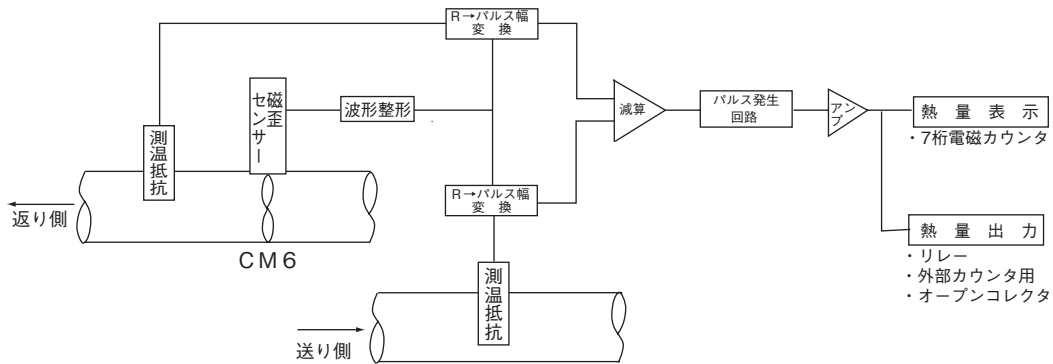 R→パルス幅
変　換
磁歪
センサー
波形整形
測温抵抗
減算
パルス発生
回路
アンプ
熱　量　表　示
・7桁電磁カウンタ
R→パルス幅
変　換
返り側
CM6
熱　量　出　力
・リレー
・外部カウンタ用
・オープンコレクタ
測温抵抗
送り側